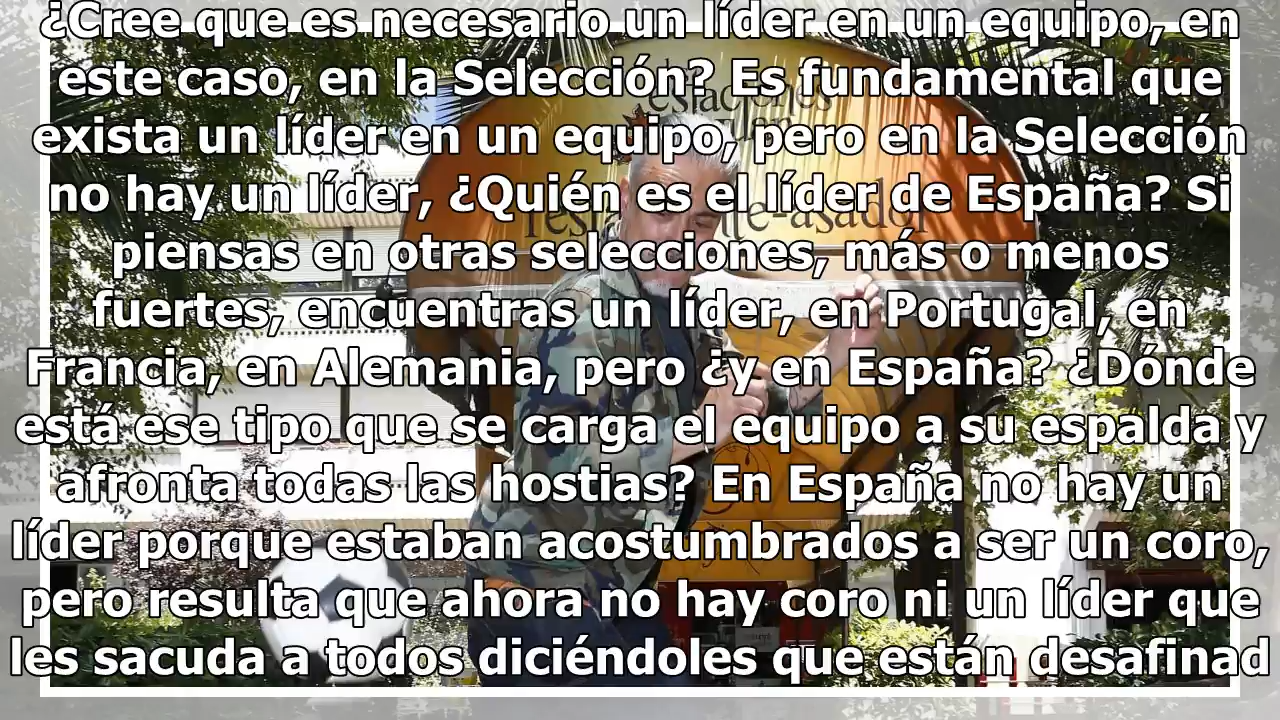 ¿Cree que es necesario un líder en un equipo, en
este caso, en la Selección? Es fundamental que
exista un líder en un equipo, pero en la Selección
no hay un líder, ¿Quién es el líder de España? Si
piensas en otras selecciones, más o menos
fuertes, encuentras un líder, en Portugal, en
Francia, en Alemania, pero ¿y en España? ¿Dónde
está ese tipo que se carga el equipo a su espalda y
afronta todas las hostias? En España no hay un
líder porque estaban acostumbrados a ser un coro,
pero resulta que ahora no hay coro ni un líder que
les sacuda a todos diciéndoles que están desafinad
estaciones